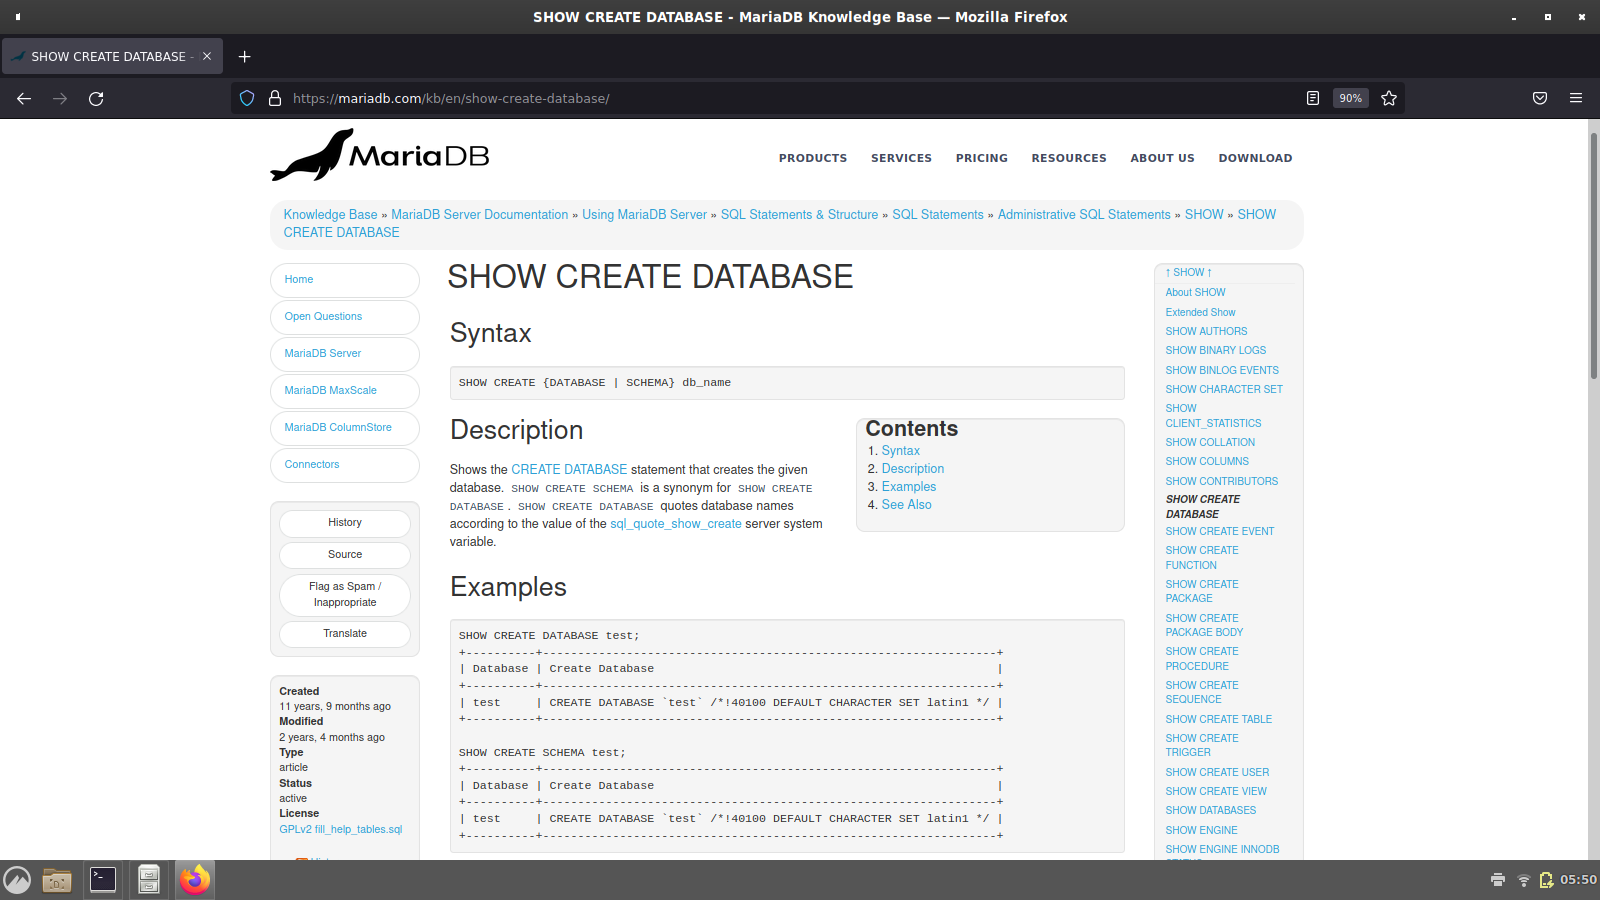 SHOW CREATE DATABASE - MariaDB Knowledge Base — Mozilla Firefox
SHOW CREATE DATABASE -
https://mariadb.com/kb/en/show-create-database/
90%
MariaDB
PRODUCTS SERVICES PRICING RESOURCES ABOUT US DOWNLOAD
Knowledge Base » MariaDB Server Documentation » Using MariaDB Server » SQL Statements & Structure » SQL Statements » Administrative SQL Statements » SHOW » SHOW
CREATE DATABASE
Home
Open Questions
MariaDB Server
MariaDB MaxScale
MariaDB ColumnStore
Connectors
History
Source
Flag as Spam /
Inappropriate
Translate
Created
11 years, 9 months ago
Modified
2 years, 4 months ago
Type
article
Status
active
License
GPLv2 fill_help_tables.sql
SHOW CREATE DATABASE
Syntax
SHOW CREATE {DATABASE | SCHEMA} db_name
Description
Shows the CREATE DATABASE statement that creates the given
database. SHOW CREATE SCHEMA is a synonym for SHOW CREATE
DATABASE. SHOW CREATE DATABASE quotes database names
according to the value of the sql_quote_show_create server system
variable.
Contents
1. Syntax
2. Description
3. Examples
4. See Also
Examples
SHOW CREATE DATABASE test;
+----------+-----------------------------------------------------------------+
| Database | Create Database                                                 |
+----------+-----------------------------------------------------------------+
| test     | CREATE DATABASE `test` /*!40100 DEFAULT CHARACTER SET latin1 */ |
+----------+-----------------------------------------------------------------+
SHOW CREATE SCHEMA test;
+----------+-----------------------------------------------------------------+
| Database | Create Database                                                 |
+----------+-----------------------------------------------------------------+
| test     | CREATE DATABASE `test` /*!40100 DEFAULT CHARACTER SET latin1 */ |
+----------+-----------------------------------------------------------------+
↑ SHOW ↑
About SHOW
Extended Show
SHOW AUTHORS
SHOW BINARY LOGS
SHOW BINLOG EVENTS
SHOW CHARACTER SET
SHOW
CLIENT_STATISTICS
SHOW COLLATION
SHOW COLUMNS
SHOW CONTRIBUTORS
SHOW CREATE
DATABASE
SHOW CREATE EVENT
SHOW CREATE
FUNCTION
SHOW CREATE
PACKAGE
SHOW CREATE
PACKAGE BODY
SHOW CREATE
PROCEDURE
SHOW CREATE
SEQUENCE
SHOW CREATE TABLE
SHOW CREATE
TRIGGER
SHOW CREATE USER
SHOW CREATE VIEW
SHOW DATABASES
SHOW ENGINE
SHOW ENGINE INNODB
05:50